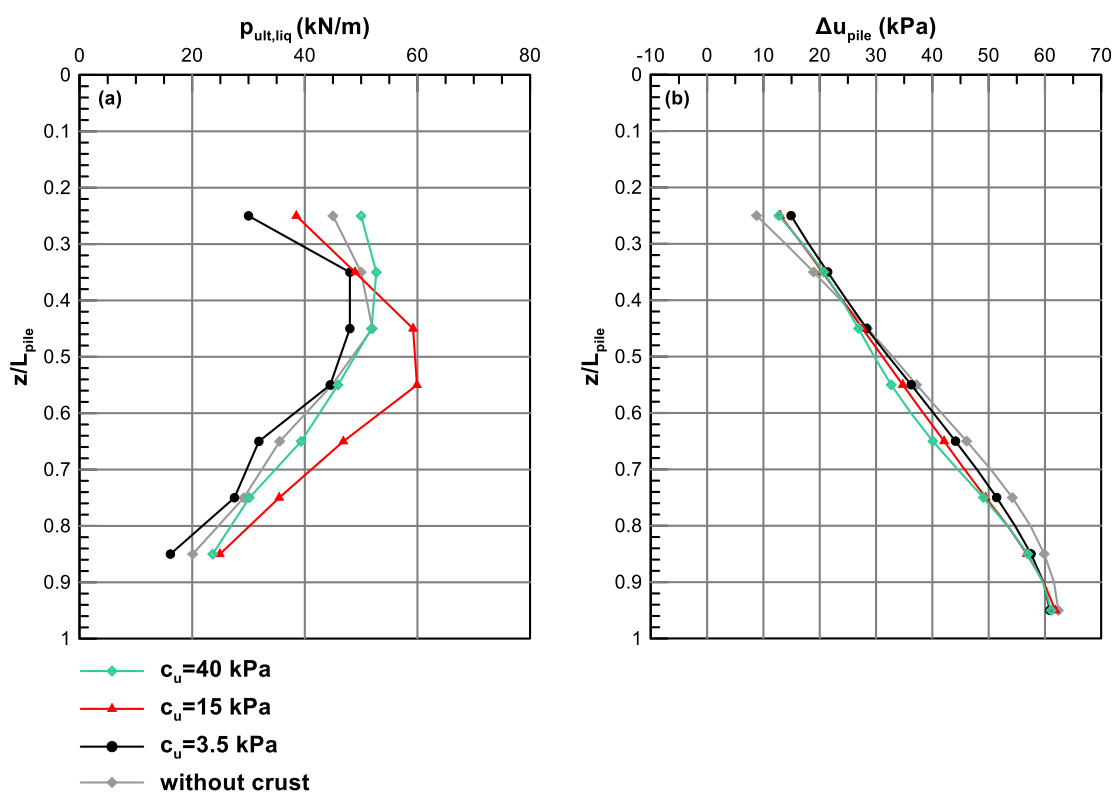 p_ult,liq (kN/m)
0 20 40 60 80
0
0.1
0.2
0.3
0.4
0.5
0.6
0.7
0.8
0.9
1
z/L_pile
(a)
Δu_pile (kPa)
-10 0 10 20 30 40 50 60 70
0
0.1
0.2
0.3
0.4
0.5
0.6
0.7
0.8
0.9
1
z/L_pile
(b)
c_u=40 kPa
c_u=15 kPa
c_u=3.5 kPa
without crust